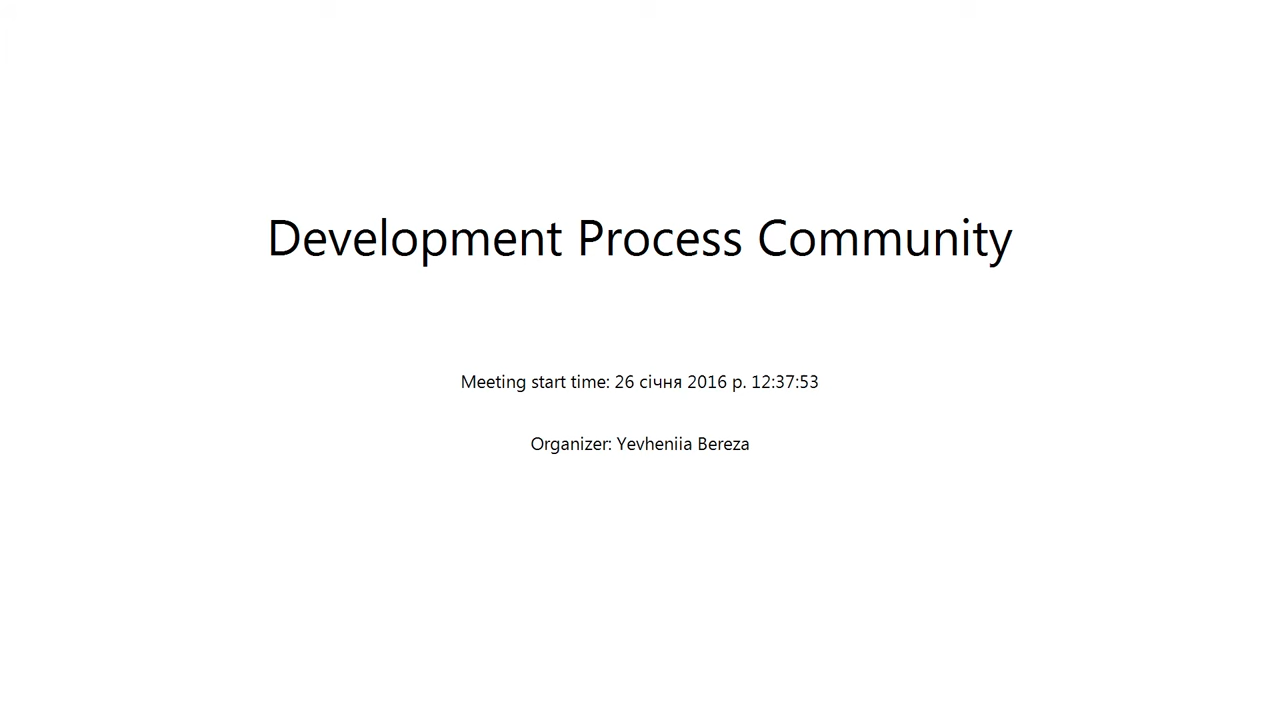 Development Process Community
Meeting start time: 26 січня 2016 р. 12:37:53
Organizer: Yevheniia Bereza